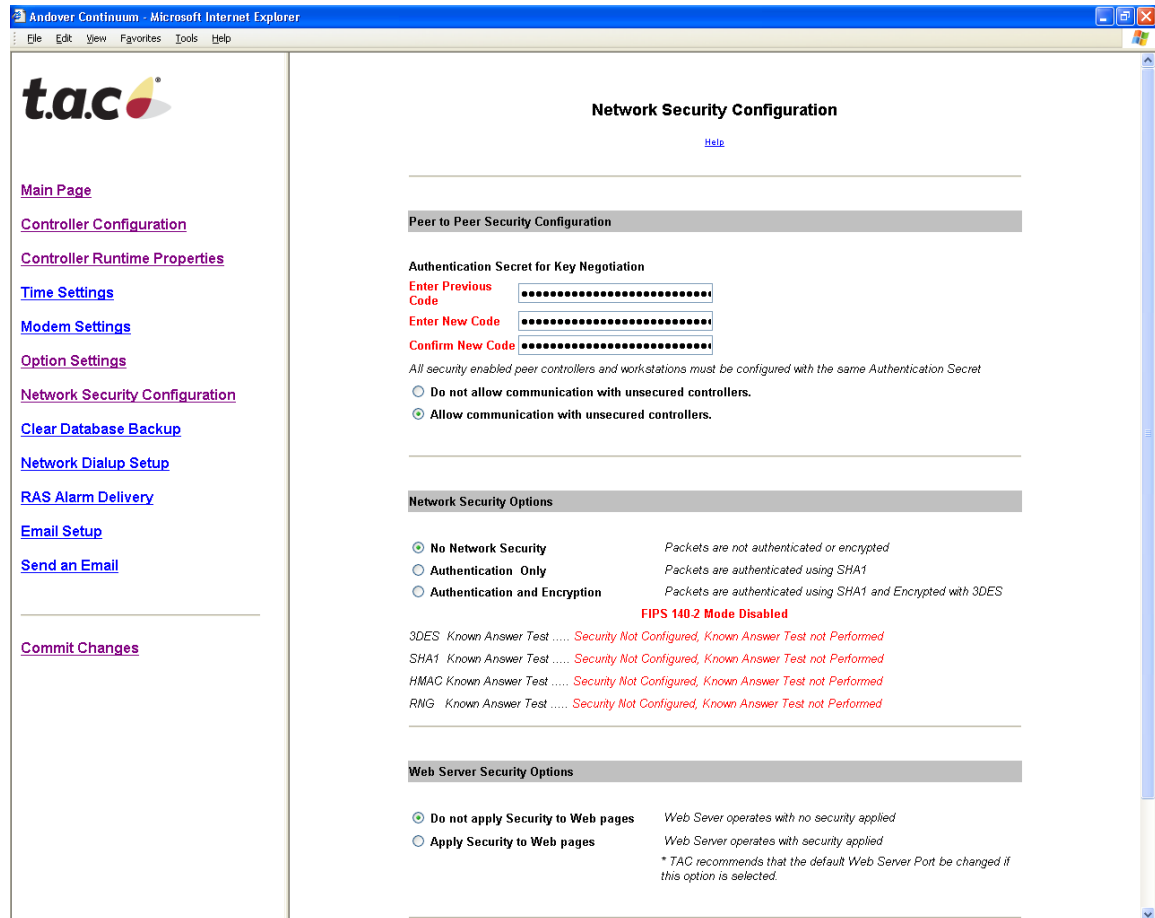 Andover Continuum - Microsoft Internet Explorer
File Edit View Favorites Tools Help
t.a.c®
Main Page
Controller Configuration
Controller Runtime Properties
Time Settings
Modem Settings
Option Settings
Network Security Configuration
Clear Database Backup
Network Dialup Setup
RAS Alarm Delivery
Email Setup
Send an Email
Commit Changes
Network Security Configuration
Help
Peer to Peer Security Configuration
Authentication Secret for Key Negotiation
Enter Previous
Code
Enter New Code
Confirm New Code
All security enabled peer controllers and workstations must be configured with the same Authentication Secret
Do not allow communication with unsecured controllers.
Allow communication with unsecured controllers.
Network Security Options
No Network Security Packets are not authenticated or encrypted
Authentication Only Packets are authenticated using SHA1
Authentication and Encryption Packets are authenticated using SHA1 and Encrypted with 3DES
FIPS 140-2 Mode Disabled
3DES Known Answer Test ..... Security Not Configured, Known Answer Test not Performed
SHA1 Known Answer Test ..... Security Not Configured, Known Answer Test not Performed
HMAC Known Answer Test ..... Security Not Configured, Known Answer Test not Performed
RNG Known Answer Test ..... Security Not Configured, Known Answer Test not Performed
Web Server Security Options
Do not apply Security to Web pages Web Sever operates with no security applied
Apply Security to Web pages Web Server operates with security applied
* TAC recommends that the default Web Server Port be changed if
this option is selected.